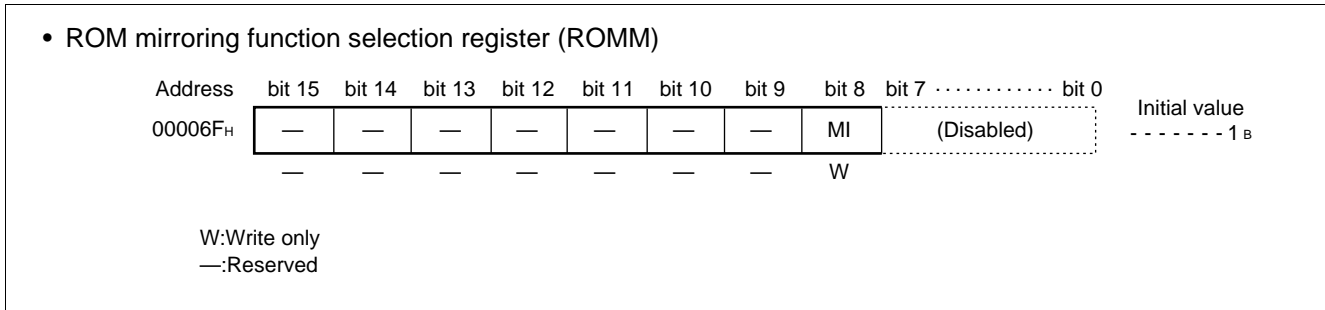 • ROM mirroring function selection register (ROMM)
Address bit 15 bit 14 bit 13 bit 12 bit 11 bit 10 bit 9 bit 8 bit 7 ············ bit 0 Initial value
00006FH — — — — — — — MI (Disabled) - - - - - - - 1 B
— — — — — — — W
W:Write only
—:Reserved